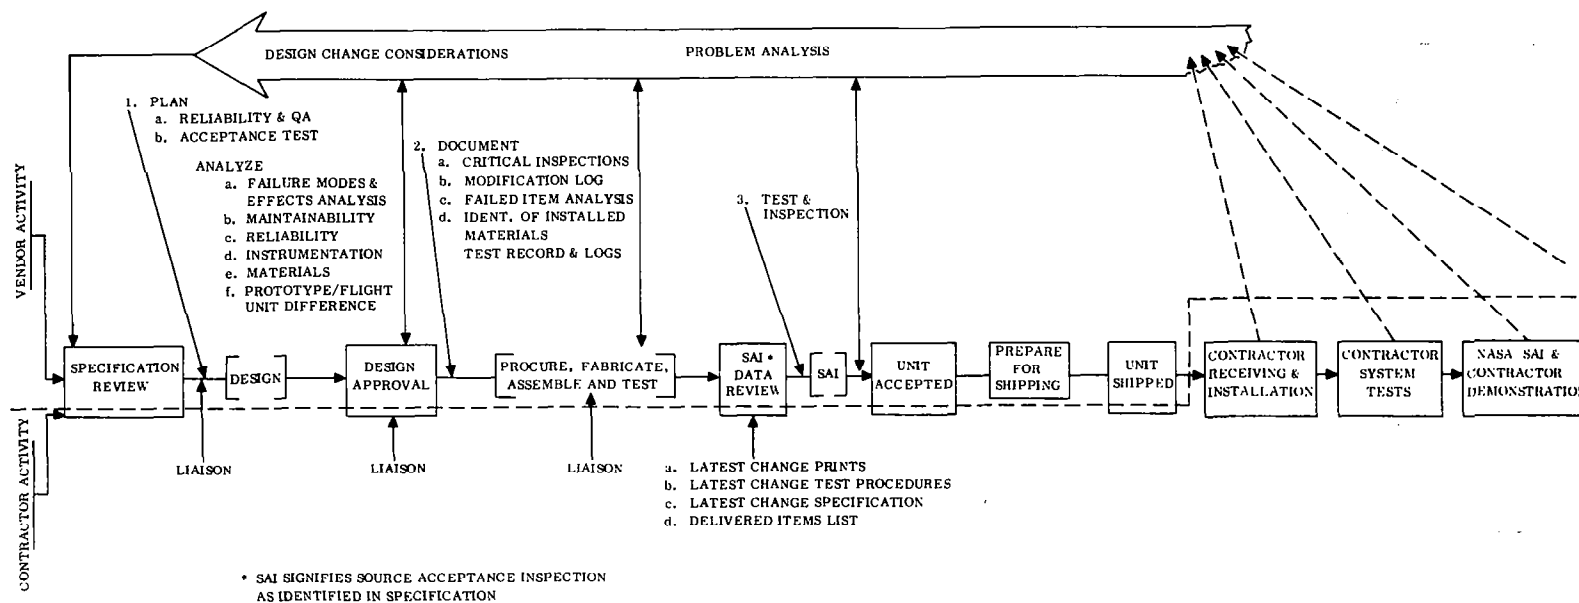 DESIGN CHANGE CONSIDERATIONS
PROBLEM ANALYSIS
1. PLAN
a. RELIABILITY & QA
b. ACCEPTANCE TEST
ANALYZE
a. FAILURE MODES &
EFFECTS ANALYSIS
b. MAINTAINABILITY
c. RELIABILITY
d. INSTRUMENTATION
e. MATERIALS
f. PROTOTYPE/FLIGHT
UNIT DIFFERENCE
2. DOCUMENT
a. CRITICAL INSPECTIONS
b. MODIFICATION LOG
c. FAILED ITEM ANALYSIS
d. IDENT. OF INSTALLED
MATERIALS
TEST RECORD & LOGS
3. TEST &
INSPECTION
VENDOR ACTIVITY
SPECIFICATION
REVIEW
DESIGN
DESIGN
APPROVAL
PROCURE, FABRICATE,
ASSEMBLE AND TEST
SAI *
DATA
REVIEW
SAI
UNIT
ACCEPTED
PREPARE
FOR
SHIPPING
UNIT
SHIPPED
CONTRACTOR
RECEIVING &
INSTALLATION
CONTRACTOR
SYSTEM
TESTS
NASA SAI &
CONTRACTOR
DEMONSTRATION
CONTRACTOR ACTIVITY
LIAISON
LIAISON
LIAISON
a. LATEST CHANGE PRINTS
b. LATEST CHANGE TEST PROCEDURES
c. LATEST CHANGE SPECIFICATION
d. DELIVERED ITEMS LIST
* SAI SIGNIFIES SOURCE ACCEPTANCE INSPECTION
AS IDENTIFIED IN SPECIFICATION